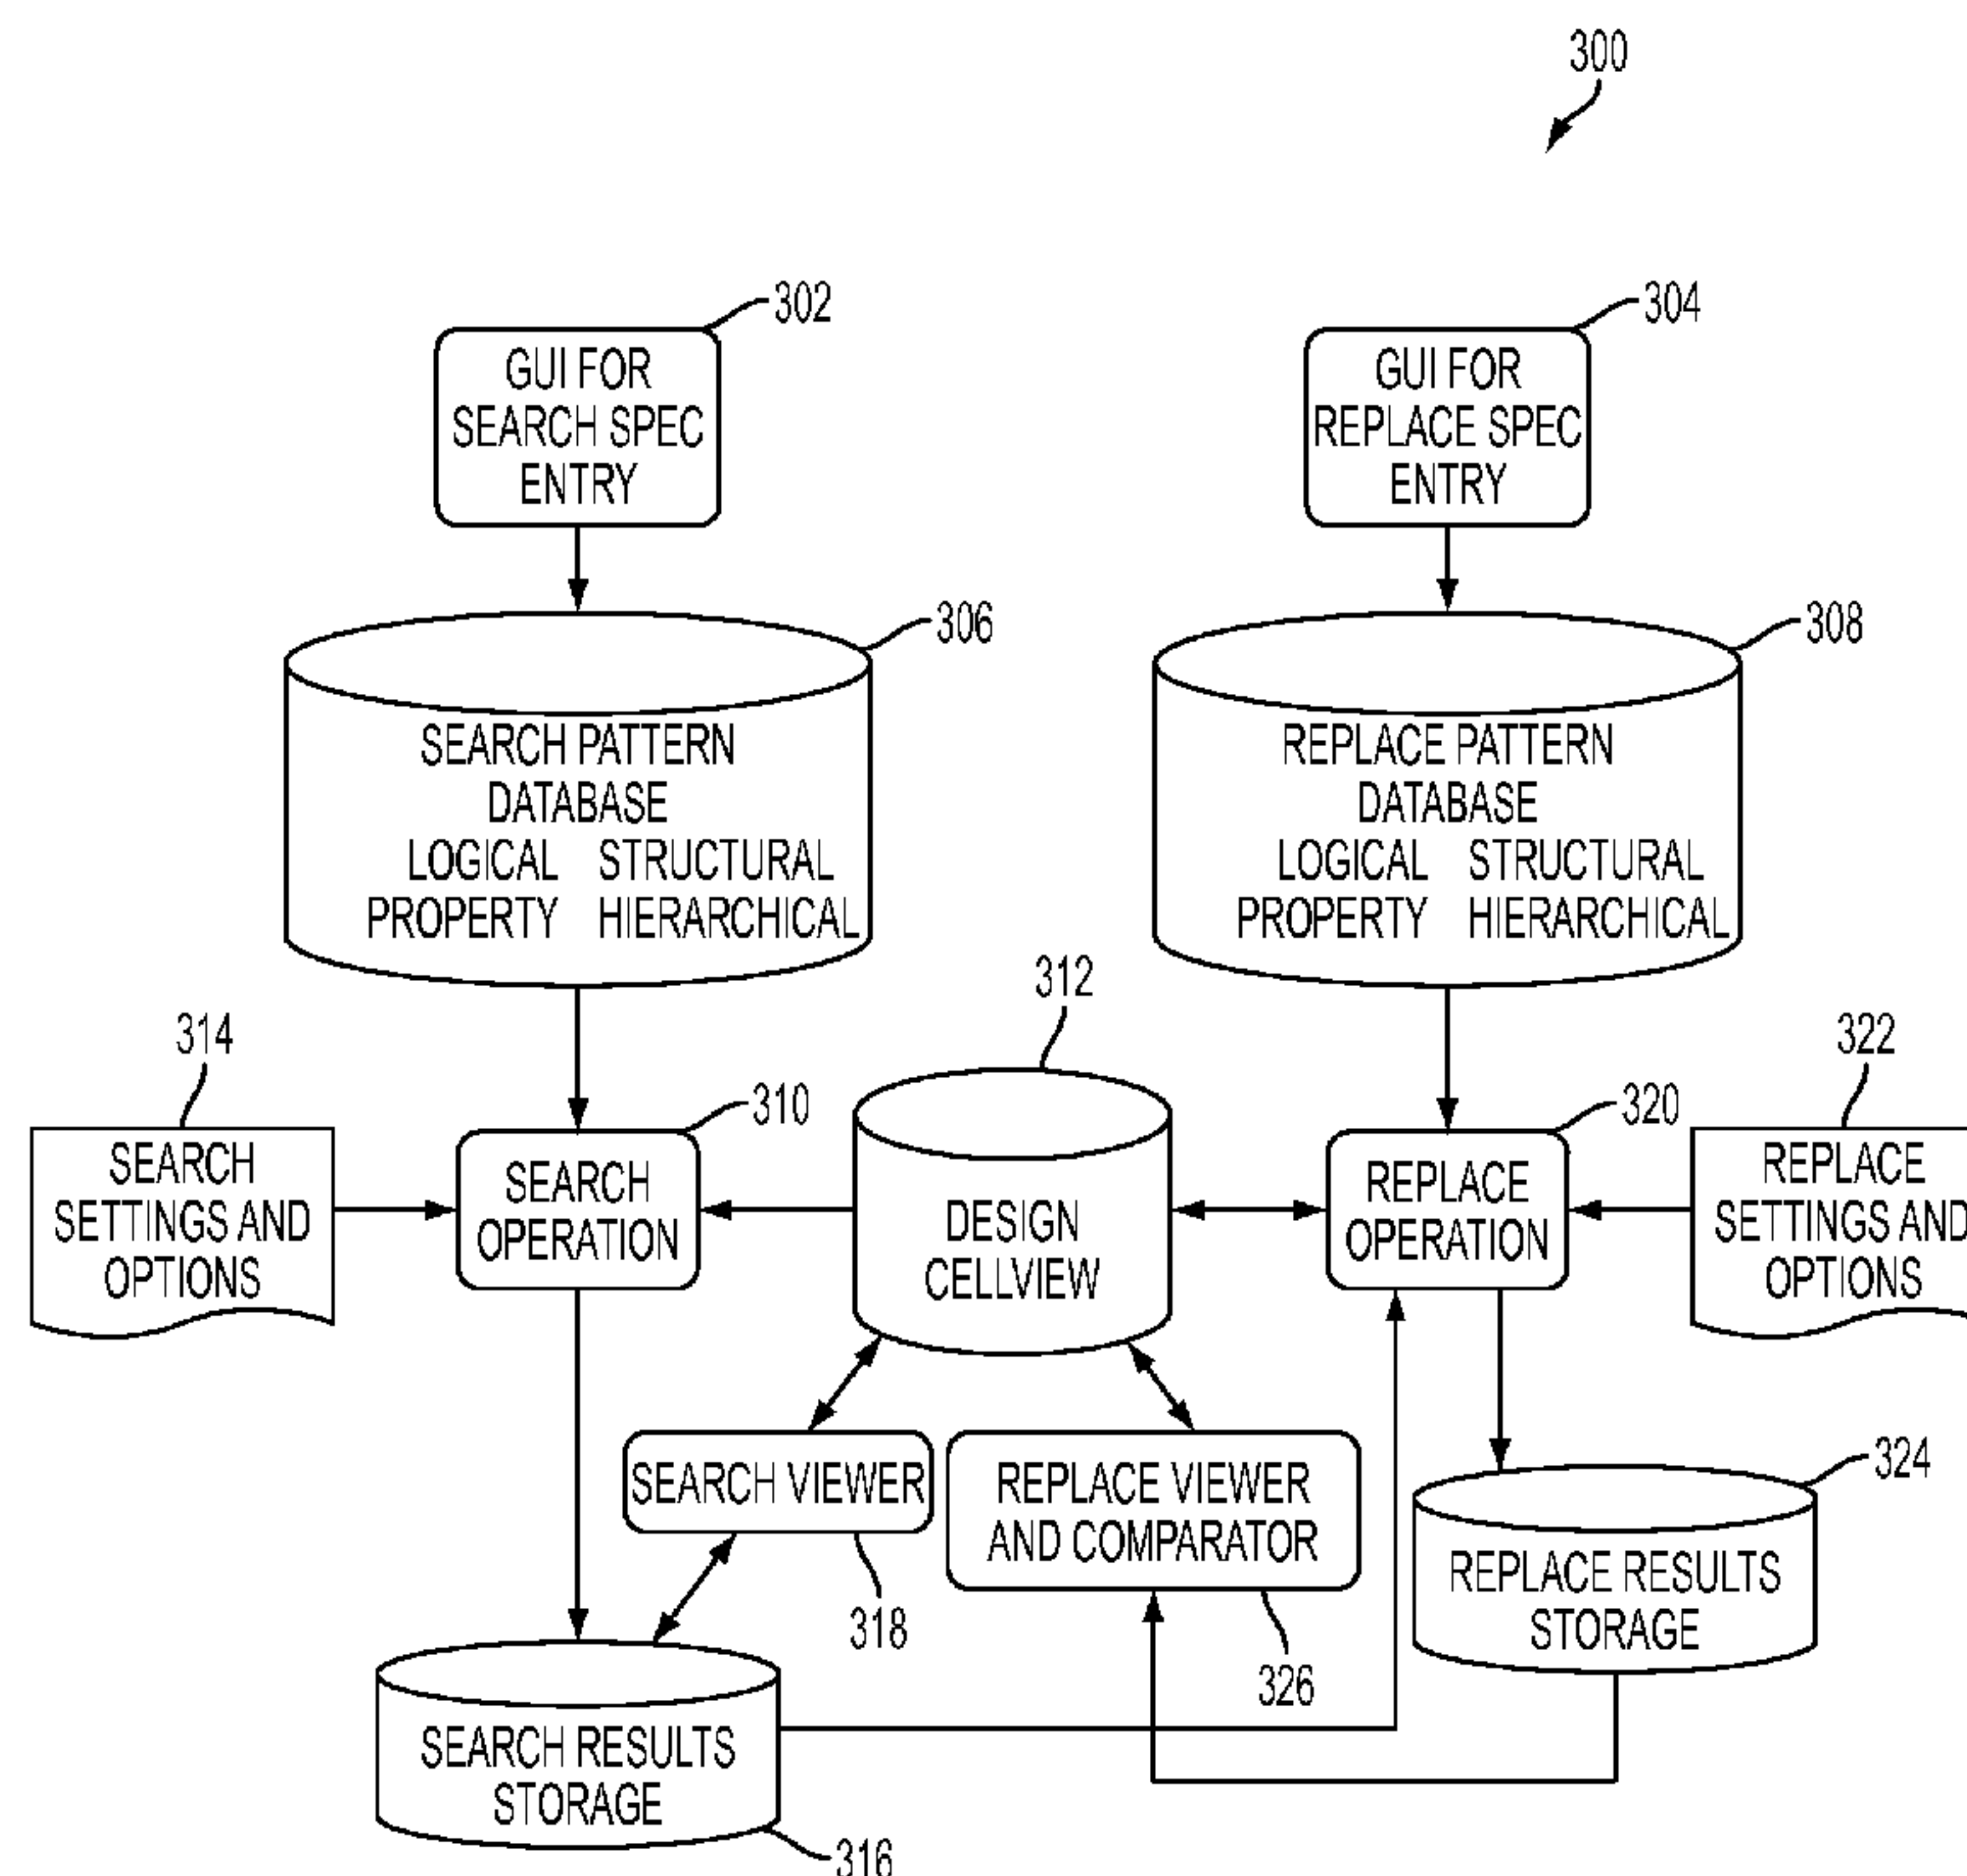 300
302
304
GUI FOR
SEARCH SPEC
ENTRY
GUI FOR
REPLACE SPEC
ENTRY
306
308
SEARCH PATTERN
DATABASE
LOGICAL STRUCTURAL
PROPERTY HIERARCHICAL
REPLACE PATTERN
DATABASE
LOGICAL STRUCTURAL
PROPERTY HIERARCHICAL
312
314
322
310
320
SEARCH
SETTINGS AND
OPTIONS
SEARCH
OPERATION
DESIGN
CELLVIEW
REPLACE
OPERATION
REPLACE
SETTINGS AND
OPTIONS
SEARCH VIEWER
REPLACE VIEWER
AND COMPARATOR
324
REPLACE RESULTS
STORAGE
318
326
SEARCH RESULTS
STORAGE
316